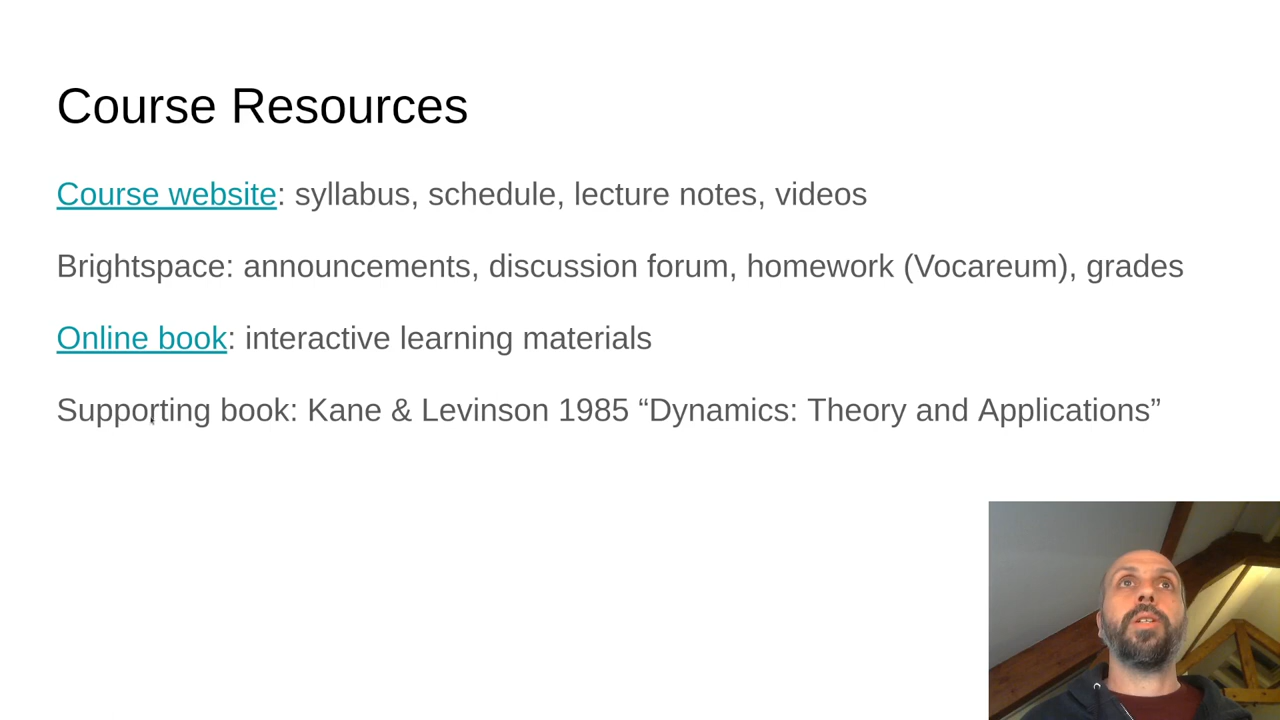 Course Resources
Course website: syllabus, schedule, lecture notes, videos
Brightspace: announcements, discussion forum, homework (Vocareum), grades
Online book: interactive learning materials
Supporting book: Kane & Levinson 1985 “Dynamics: Theory and Applications”